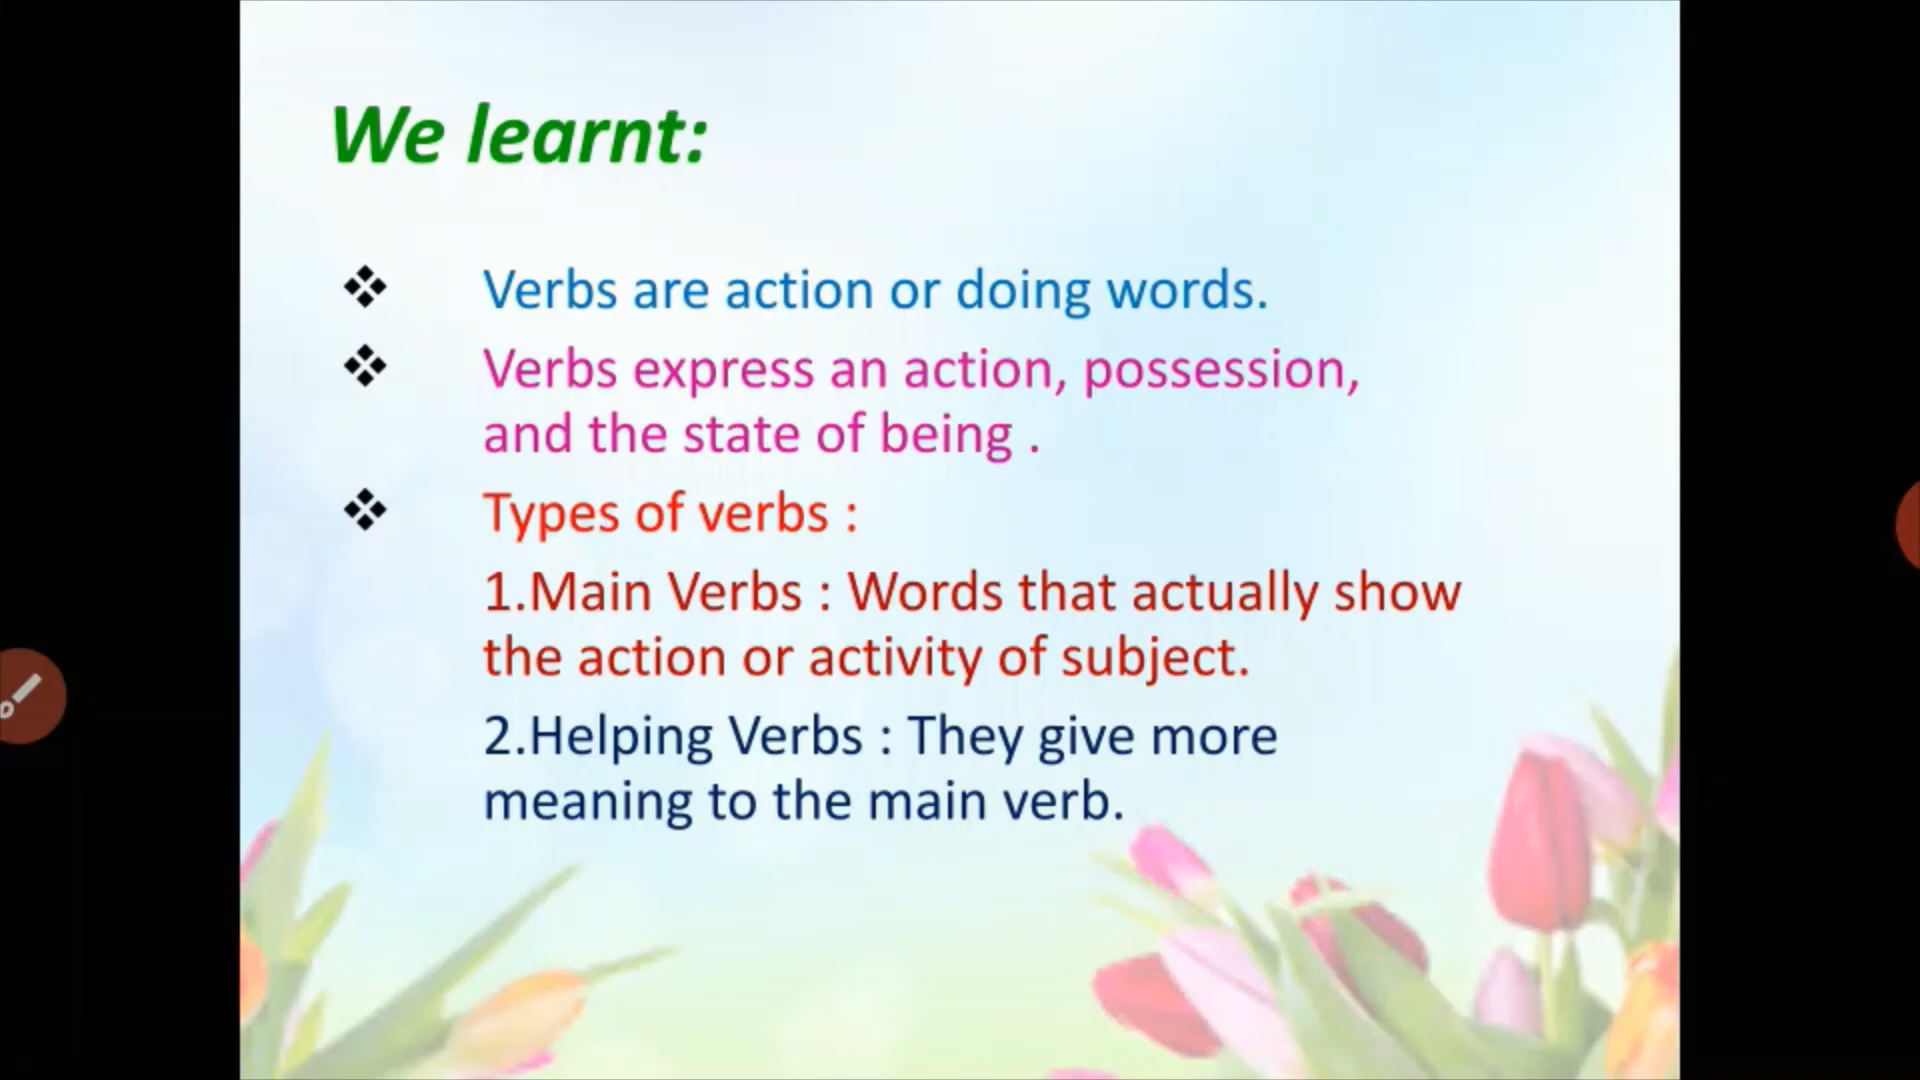 We learnt:
❖ Verbs are action or doing words.
❖ Verbs express an action, possession,
and the state of being .
❖ Types of verbs :
1.Main Verbs : Words that actually show
the action or activity of subject.
2.Helping Verbs : They give more
meaning to the main verb.